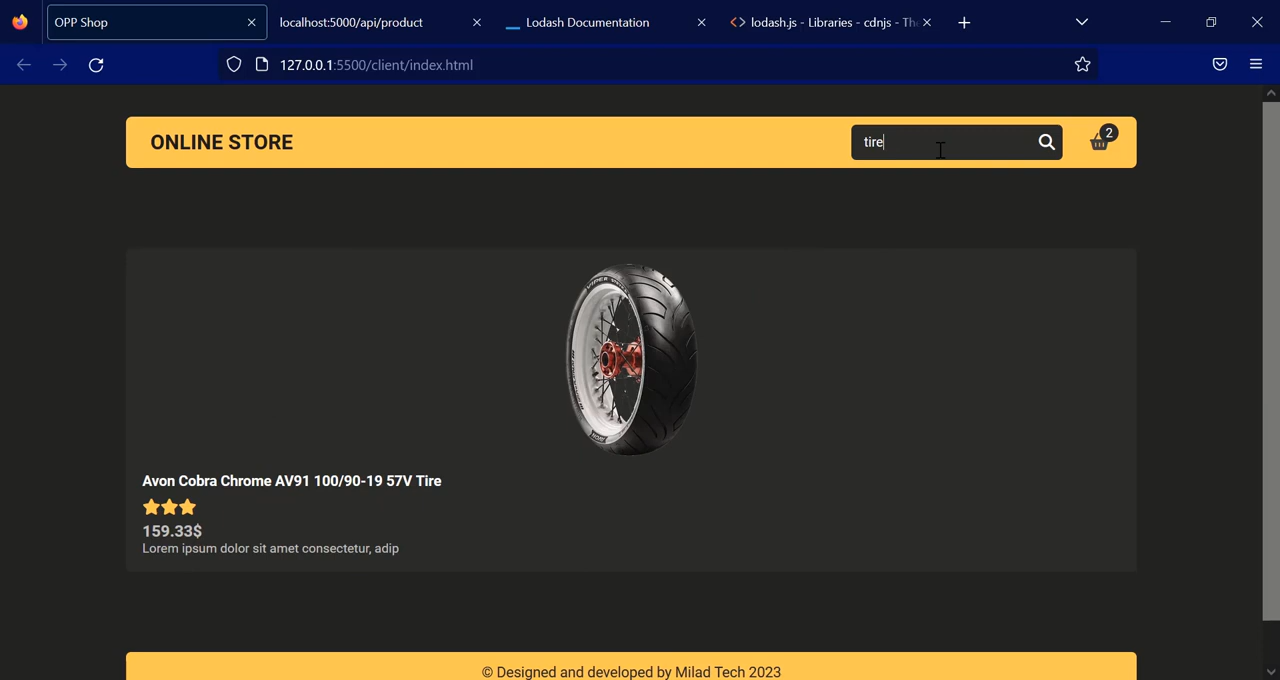 OPP Shop
localhost:5000/api/product
Lodash Documentation
lodash.js - Libraries - cdnjs - The
127.0.0.1:5500/client/index.html
ONLINE STORE
tire
2
Avon Cobra Chrome AV91 100/90-19 57V Tire
159.33$
Lorem ipsum dolor sit amet consectetur, adip
© Designed and developed by Milad Tech 2023